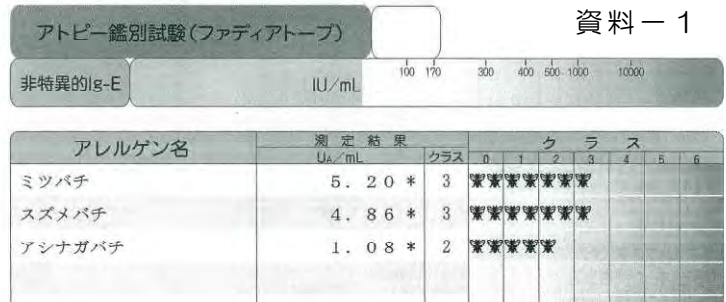 資料－1
アトピー鑑別試験(ファディアトープ)
非特異的Ig-E IU/mL 100 170 300 400 500 1000 10000
アレルゲン名 測定結果 クラス
UA/mL クラス 0 1 2 3 4 5 6
ミツバチ 5.20* 3
スズメバチ 4.86* 3
アシナガバチ 1.08* 2